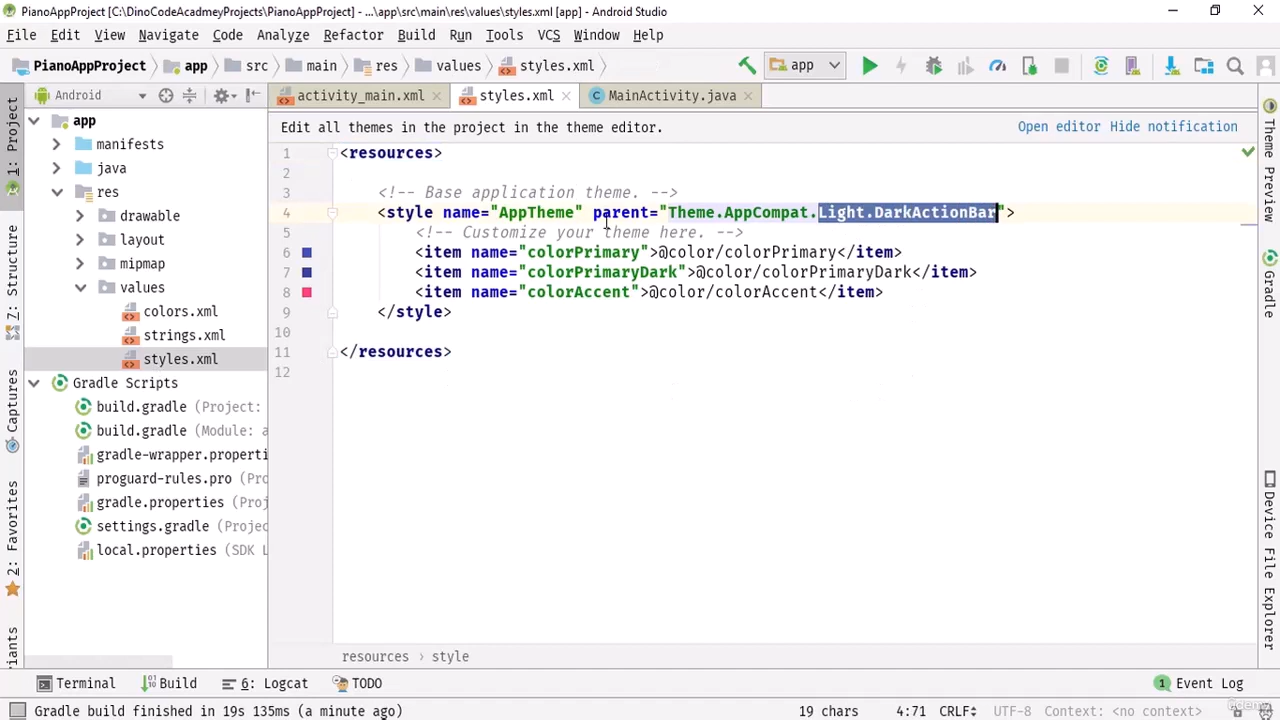 PianoAppProject [C:\DinoCodeAcadmeyProjects\PianoAppProject] - ...\app\src\main\res\values\styles.xml [app] - Android Studio
File Edit View Navigate Code Analyze Refactor Build Run Tools VCS Window Help
PianoAppProject app src main res values styles.xml app
1: Project
Z: Structure
Captures
2: Favorites
Android
app
manifests
java
res
drawable
layout
mipmap
values
colors.xml
strings.xml
styles.xml
Gradle Scripts
build.gradle (Project:
build.gradle (Module: a
gradle-wrapper.properti
proguard-rules.pro (
gradle.properties (Proj
settings.gradle (Projec
local.properties (SDK L
activity_main.xml styles.xml MainActivity.java
Edit all themes in the project in the theme editor. Open editor Hide notification
1 <resources>
2
3 <!-- Base application theme. -->
4 <style name="AppTheme" parent="Theme.AppCompat.Light.DarkActionBar">
5 <!-- Customize your theme here. -->
6 <item name="colorPrimary">@color/colorPrimary</item>
7 <item name="colorPrimaryDark">@color/colorPrimaryDark</item>
8 <item name="colorAccent">@color/colorAccent</item>
9 </style>
10
11 </resources>
12
resources › style
Theme Preview
Gradle
Device File Explorer
Terminal Build 6: Logcat TODO 1 Event Log
Gradle build finished in 19s 135ms (a minute ago) 19 chars 4:71 CRLF UTF-8 Context: <no context>